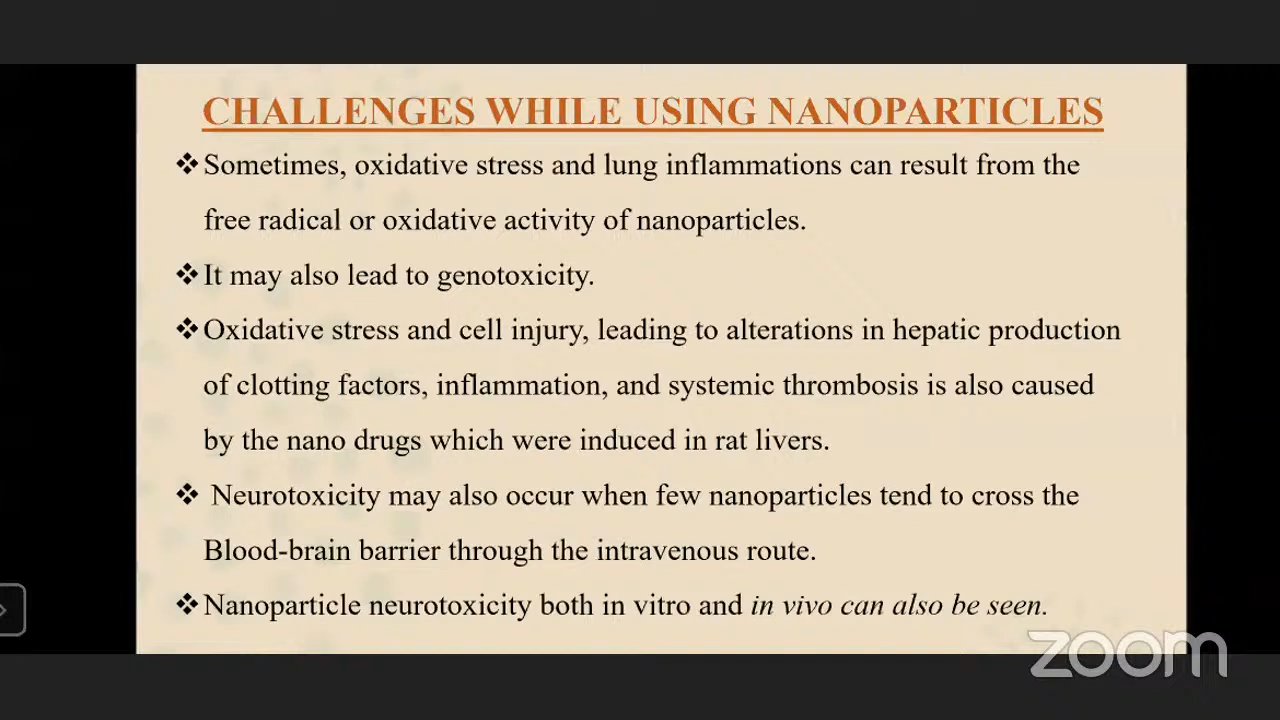 CHALLENGES WHILE USING NANOPARTICLES
❖Sometimes, oxidative stress and lung inflammations can result from the
free radical or oxidative activity of nanoparticles.
❖It may also lead to genotoxicity.
❖Oxidative stress and cell injury, leading to alterations in hepatic production
of clotting factors, inflammation, and systemic thrombosis is also caused
by the nano drugs which were induced in rat livers.
❖ Neurotoxicity may also occur when few nanoparticles tend to cross the
Blood-brain barrier through the intravenous route.
❖Nanoparticle neurotoxicity both in vitro and in vivo can also be seen.
zoom